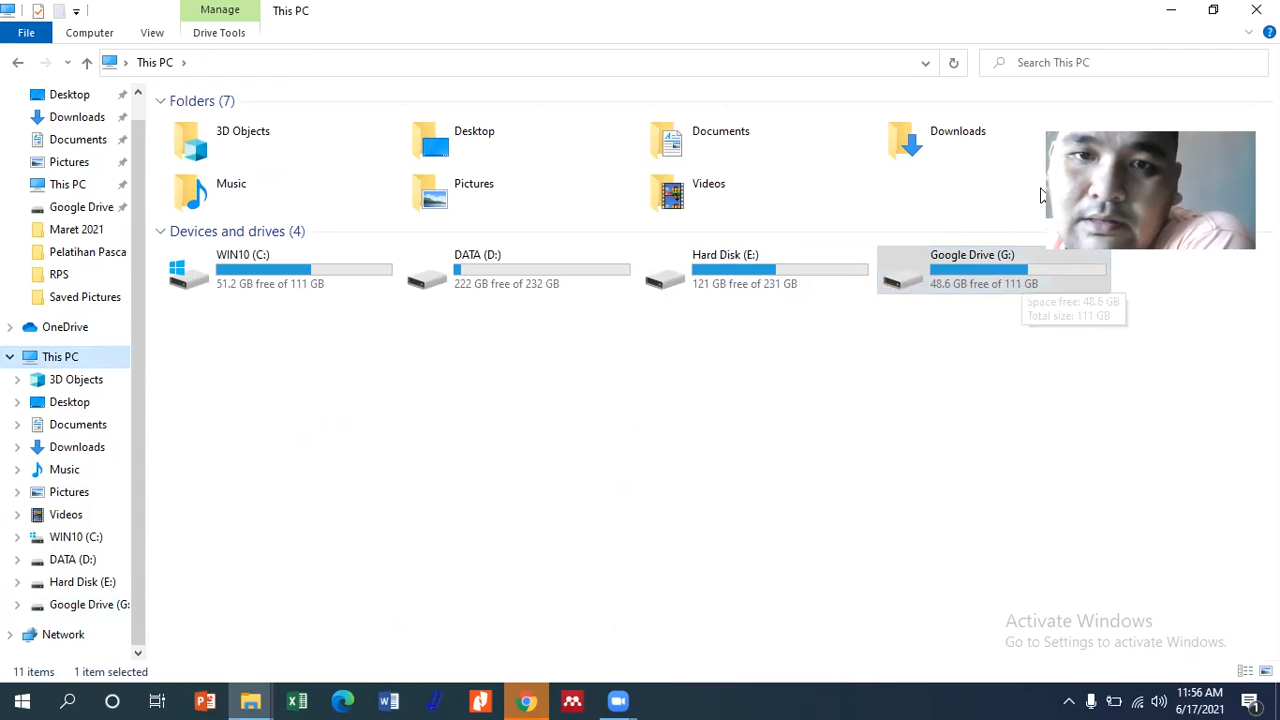 Manage
This PC
File
Computer
View
Drive Tools
This PC
Search This PC
Desktop
Downloads
Documents
Pictures
This PC
Google Drive
Maret 2021
Pelatihan Pasca
RPS
Saved Pictures
OneDrive
This PC
3D Objects
Desktop
Documents
Downloads
Music
Pictures
Videos
WIN10 (C:)
DATA (D:)
Hard Disk (E:)
Google Drive (G:
Network
Folders (7)
3D Objects
Desktop
Documents
Downloads
Music
Pictures
Videos
Devices and drives (4)
WIN10 (C:)
51.2 GB free of 111 GB
DATA (D:)
222 GB free of 232 GB
Hard Disk (E:)
121 GB free of 231 GB
Google Drive (G:)
48.6 GB free of 111 GB
Space free: 48.6 GB
Total size: 111 GB
Activate Windows
Go to Settings to activate Windows.
11 items
1 item selected
11:56 AM
6/17/2021